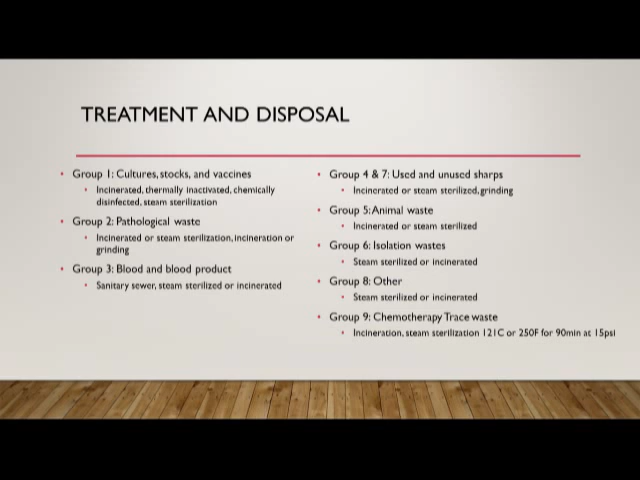 TREATMENT AND DISPOSAL
• Group 1: Cultures, stocks, and vaccines
• Incinerated, thermally inactivated, chemically
disinfected, steam sterilization
• Group 2: Pathological waste
• Incinerated or steam sterilization, incineration or
grinding
• Group 3: Blood and blood product
• Sanitary sewer, steam sterilized or incinerated
• Group 4 & 7: Used and unused sharps
• Incinerated or steam sterilized, grinding
• Group 5: Animal waste
• Incinerated or steam sterilized
• Group 6: Isolation wastes
• Steam sterilized or incinerated
• Group 8: Other
• Steam sterilized or incinerated
• Group 9: Chemotherapy Trace waste
• Incineration, steam sterilization 121C or 250F for 90min at 15psi